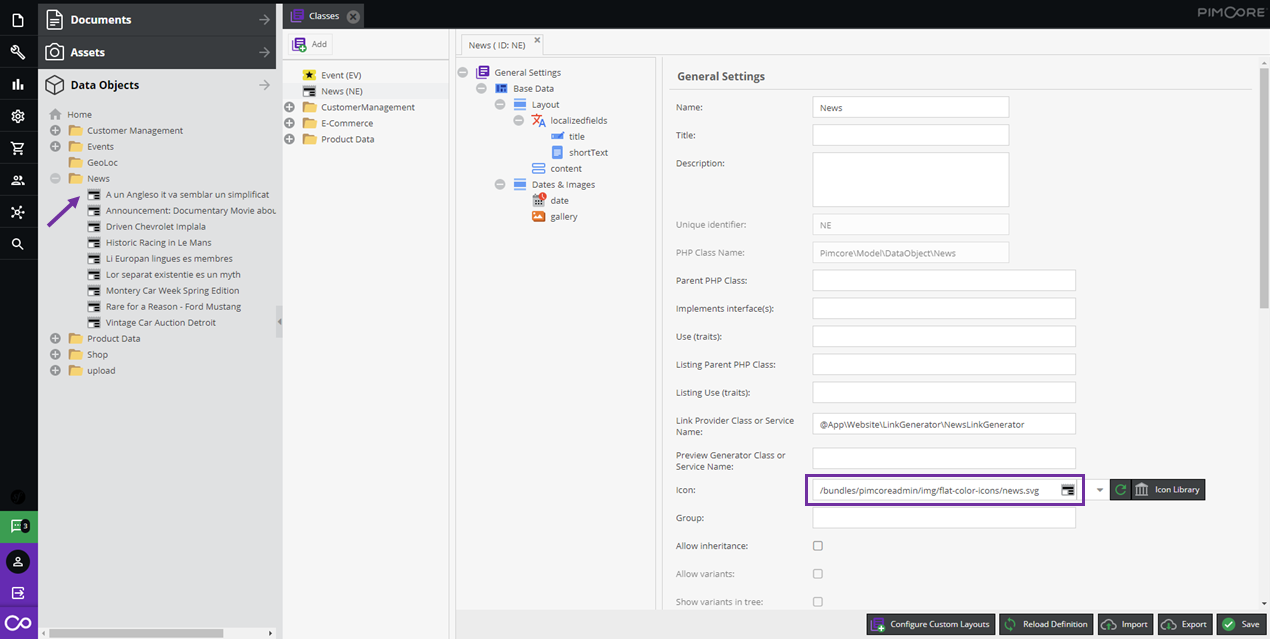 Documents
Assets
Data Objects
Home
Customer Management
Events
GeoLoc
News
A un Angleso it va semblar un simplificat
Announcement: Documentary Movie abou
Driven Chevrolet Implala
Historic Racing in Le Mans
Li Europan lingues es membres
Lor separat existentie es un myth
Montery Car Week Spring Edition
Rare for a Reason - Ford Mustang
Vintage Car Auction Detroit
Product Data
Shop
upload
3
Classes
PIMCORE
Add
Event (EV)
News (NE)
CustomerManagement
E-Commerce
Product Data
News ( ID: NE)
General Settings
Base Data
Layout
localizedfields
title
shortText
content
Dates & Images
date
gallery
General Settings
Name: News
Title:
Description:
Unique identifier: NE
PHP Class Name: Pimcore\Model\DataObject\News
Parent PHP Class:
Implements interface(s):
Use (traits):
Listing Parent PHP Class:
Listing Use (traits):
Link Provider Class or Service
Name: @App\Website\LinkGenerator\NewsLinkGenerator
Preview Generator Class or
Service Name:
Icon: /bundles/pimcoreadmin/img/flat-color-icons/news.svg Icon Library
Group:
Allow inheritance:
Allow variants:
Show variants in tree:
Configure Custom Layouts Reload Definition Import Export Save